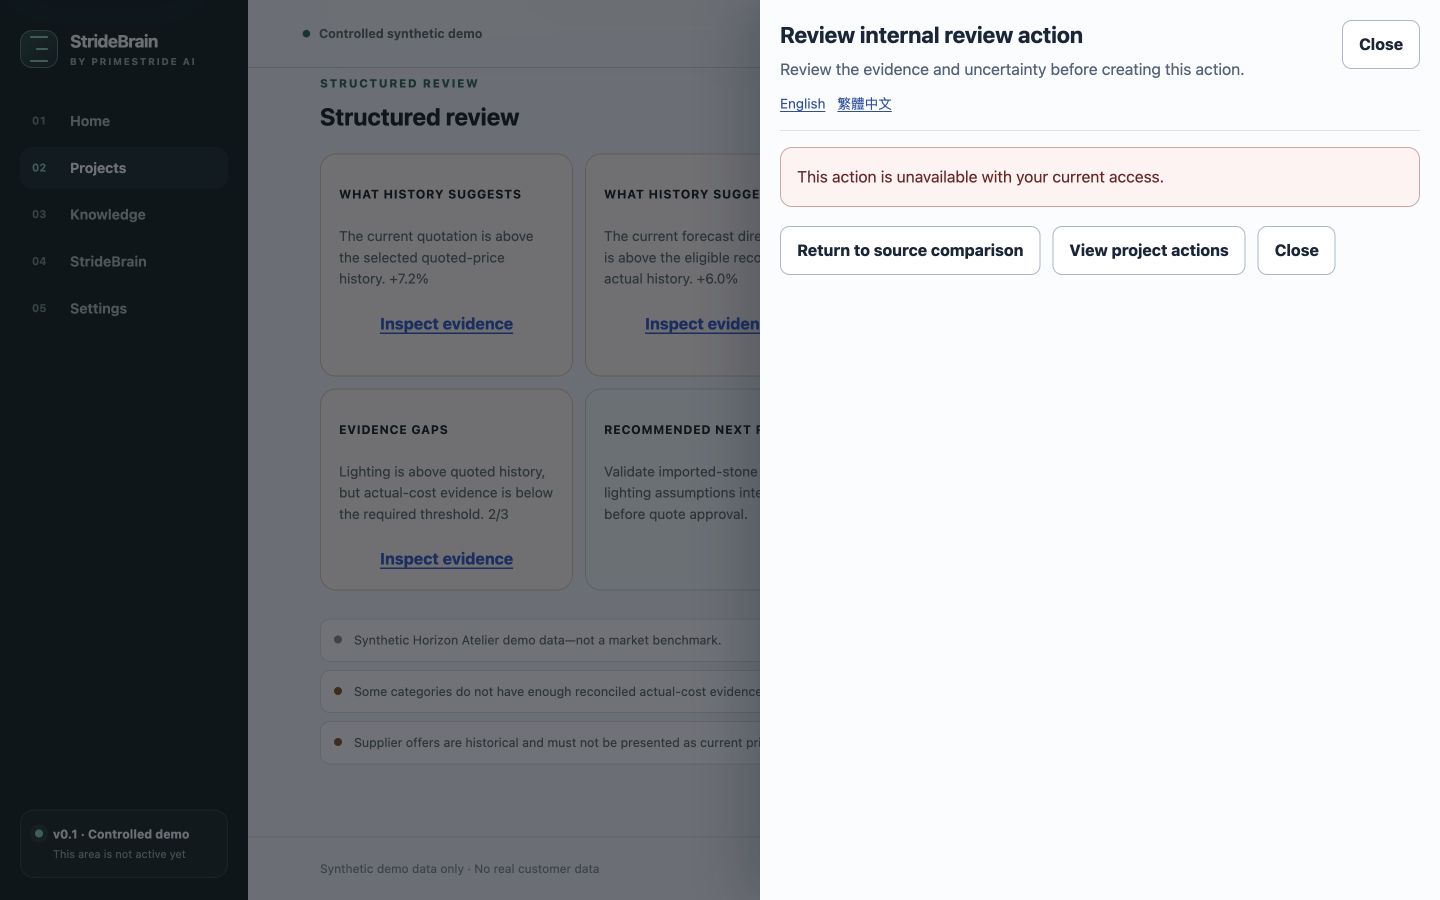 StrideBrain
BY PRIMESTRIDE AI
01 Home
02 Projects
03 Knowledge
04 StrideBrain
05 Settings
v0.1 · Controlled demo
This area is not active yet
Controlled synthetic demo
STRUCTURED REVIEW
Structured review
WHAT HISTORY SUGGESTS
The current quotation is above
the selected quoted-price
history. +7.2%
Inspect evidence
WHAT HISTORY
The current forecast
is above the eligible
actual history. +6.0%
Inspect
EVIDENCE GAPS
Lighting is above quoted history,
but actual-cost evidence is below
the required threshold. 2/3
Inspect evidence
RECOMMENDED NEXT
Validate imported-stone
lighting assumptions
before quote approval.
Synthetic Horizon Atelier demo data—not a market benchmark.
Some categories do not have enough reconciled actual-cost evidence
Supplier offers are historical and must not be presented as current
Synthetic demo data only · No real customer data
Review internal review action
Close
Review the evidence and uncertainty before creating this action.
English 繁體中文
This action is unavailable with your current access.
Return to source comparison View project actions Close